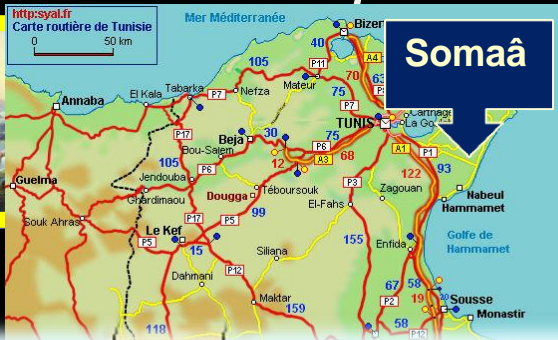 http:syal.fr
Carte routière de Tunisie
0 50 km
Mer Méditerranée
Bizer
Somaâ
40
A4
105
P11
70
63
El Kala
Tabarka
P7
Nefza
Mateur
75
P7
Annaba
Carthage
TUNIS
La Go
P17
Beja
30
75
P6
A1
P1
Bou-Salem
12
A3
68
93
105
P6
122
Guelma
Jendouba
Téboursouk
P3
Zagouan
Ghardimaou
Dougga
Nabeul
Hammamet
El-Fahs
99
Souk Ahras
P17
P5
Le Kef
P5
15
155
Enfida
Golfe de
Hammamet
Siliana
Dahmani
P12
67
58
Maktar
P2
19
Sousse
159
Monastir
118
P12
58